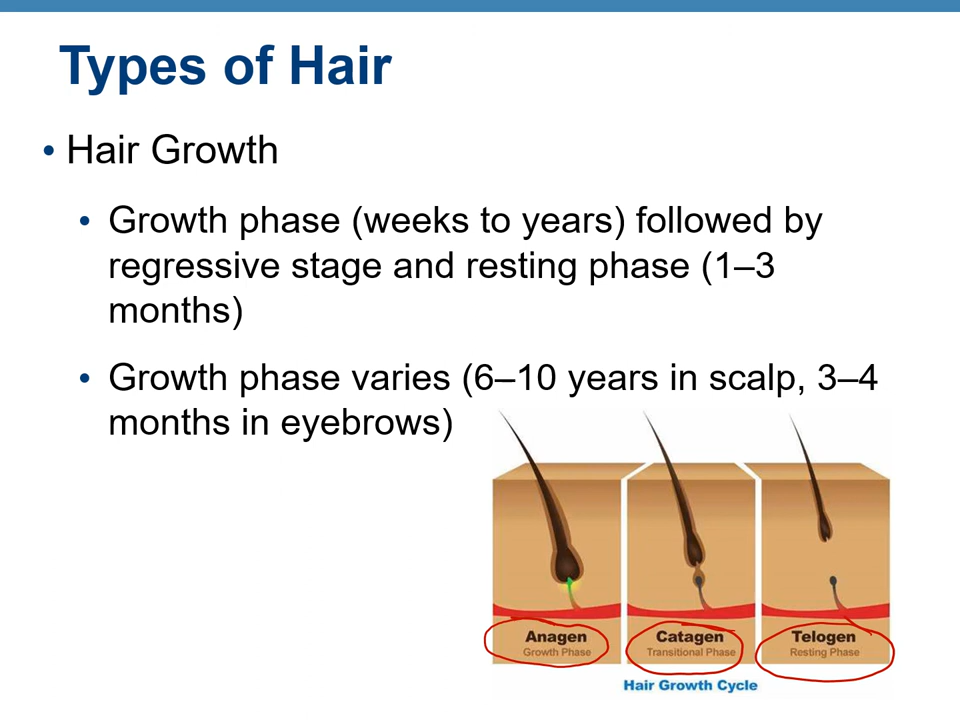 Types of Hair
• Hair Growth
• Growth phase (weeks to years) followed by
regressive stage and resting phase (1–3
months)
• Growth phase varies (6–10 years in scalp, 3–4
months in eyebrows)
Anagen
Growth Phase
Catagen
Transitional Phase
Telogen
Resting Phase
Hair Growth Cycle